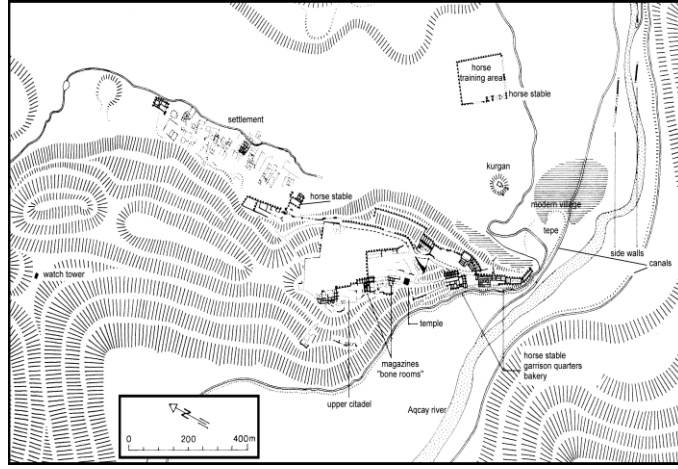 horse
training area
horse stable
settlement
kurgan
horse stable
modern village
tepe
side walls
canals
watch tower
temple
magazines
"bone rooms"
horse stable
garrison quarters
bakery
upper citadel
Aqcay river
N
0 200 400m